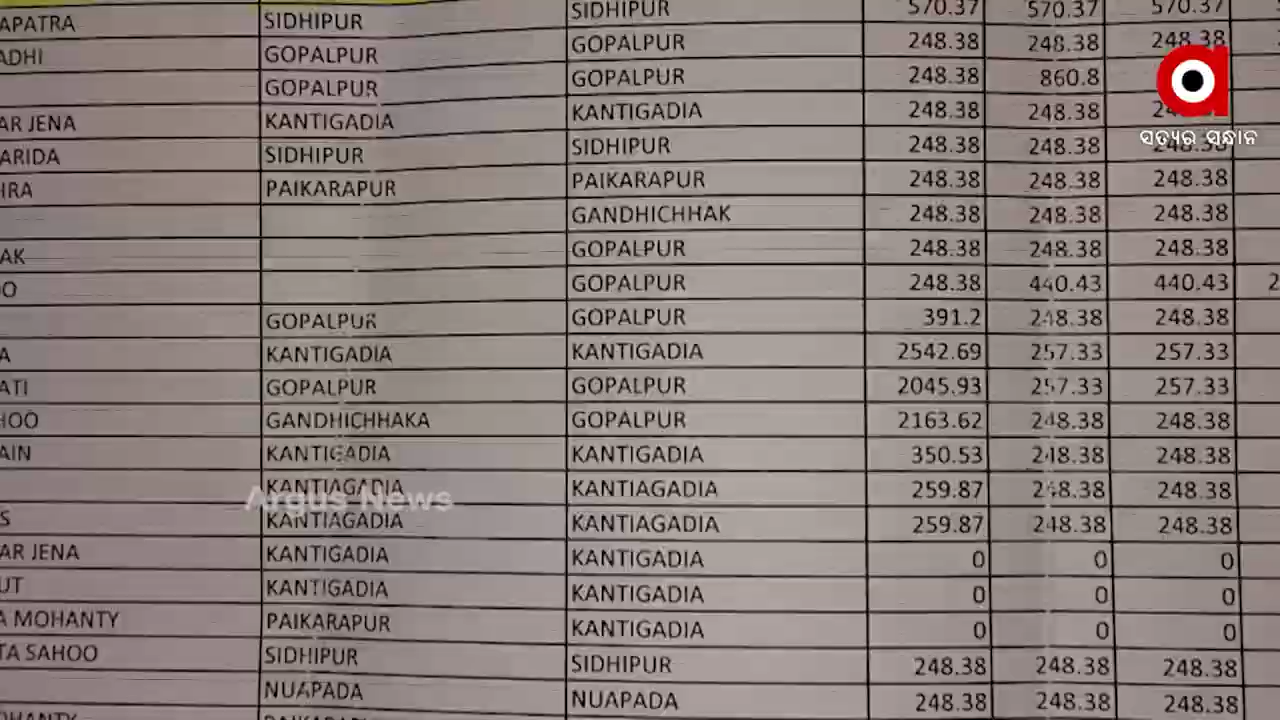 SIDHIPUR 570.37 570.37 570.37
APATRA SIDHIPUR
ADHI GOPALPUR GOPALPUR 248.38 248.38 248.38
GOPALPUR GOPALPUR 248.38 860.8
AR JENA KANTIGADIA KANTIGADIA 248.38 248.38
ARIDA SIDHIPUR SIDHIPUR 248.38 248.38 248.38
HRA PAIKARAPUR PAIKARAPUR 248.38 248.38 248.38
GANDHICHHAK 248.38 248.38 248.38
AK GOPALPUR 248.38 248.38 248.38
OO GOPALPUR 248.38 440.43 440.43 2
GOPALPUR GOPALPUR 391.2 248.38 248.38
A KANTIGADIA KANTIGADIA 2542.69 257.33 257.33
ATI GOPALPUR GOPALPUR 2045.93 257.33 257.33
HOO GANDHICHHAKA GOPALPUR 2163.62 248.38 248.38
AIN KANTIGADIA KANTIGADIA 350.53 248.38 248.38
KANTIAGADIA KANTIAGADIA 259.87 248.38 248.38
S KANTIAGADIA KANTIAGADIA 259.87 248.38 248.38
AR JENA KANTIGADIA KANTIGADIA 0 0 0
UT KANTIGADIA KANTIGADIA 0 0 0
A MOHANTY PAIKARAPUR KANTIGADIA 0 0 0
TA SAHOO SIDHIPUR SIDHIPUR 248.38 248.38 248.38
NUAPADA NUAPADA 248.38 248.38 248.38
OHANTY PAIKARAPUR
a
ସତ୍ୟର ସନ୍ଧାନ
Argus News